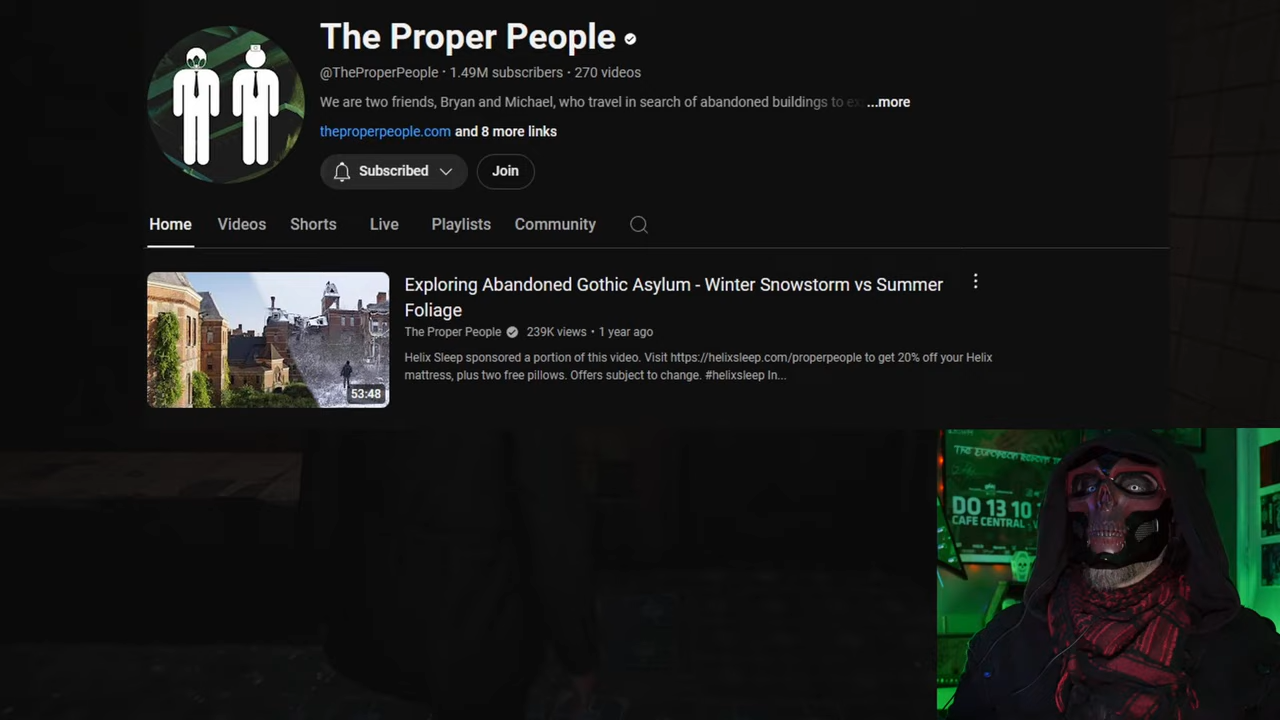 The Proper People
@TheProperPeople · 1.49M subscribers · 270 videos
We are two friends, Bryan and Michael, who travel in search of abandoned buildings to ...more
theproperpeople.com and 8 more links
Subscribed
Join
Home Videos Shorts Live Playlists Community
Exploring Abandoned Gothic Asylum - Winter Snowstorm vs Summer
Foliage
The Proper People 239K views · 1 year ago
Helix Sleep sponsored a portion of this video. Visit https://helixsleep.com/properpeople to get 20% off your Helix
mattress, plus two free pillows. Offers subject to change. #helixsleep In...
53:48
The European
DO 13 10
CAFE CENTRAL -